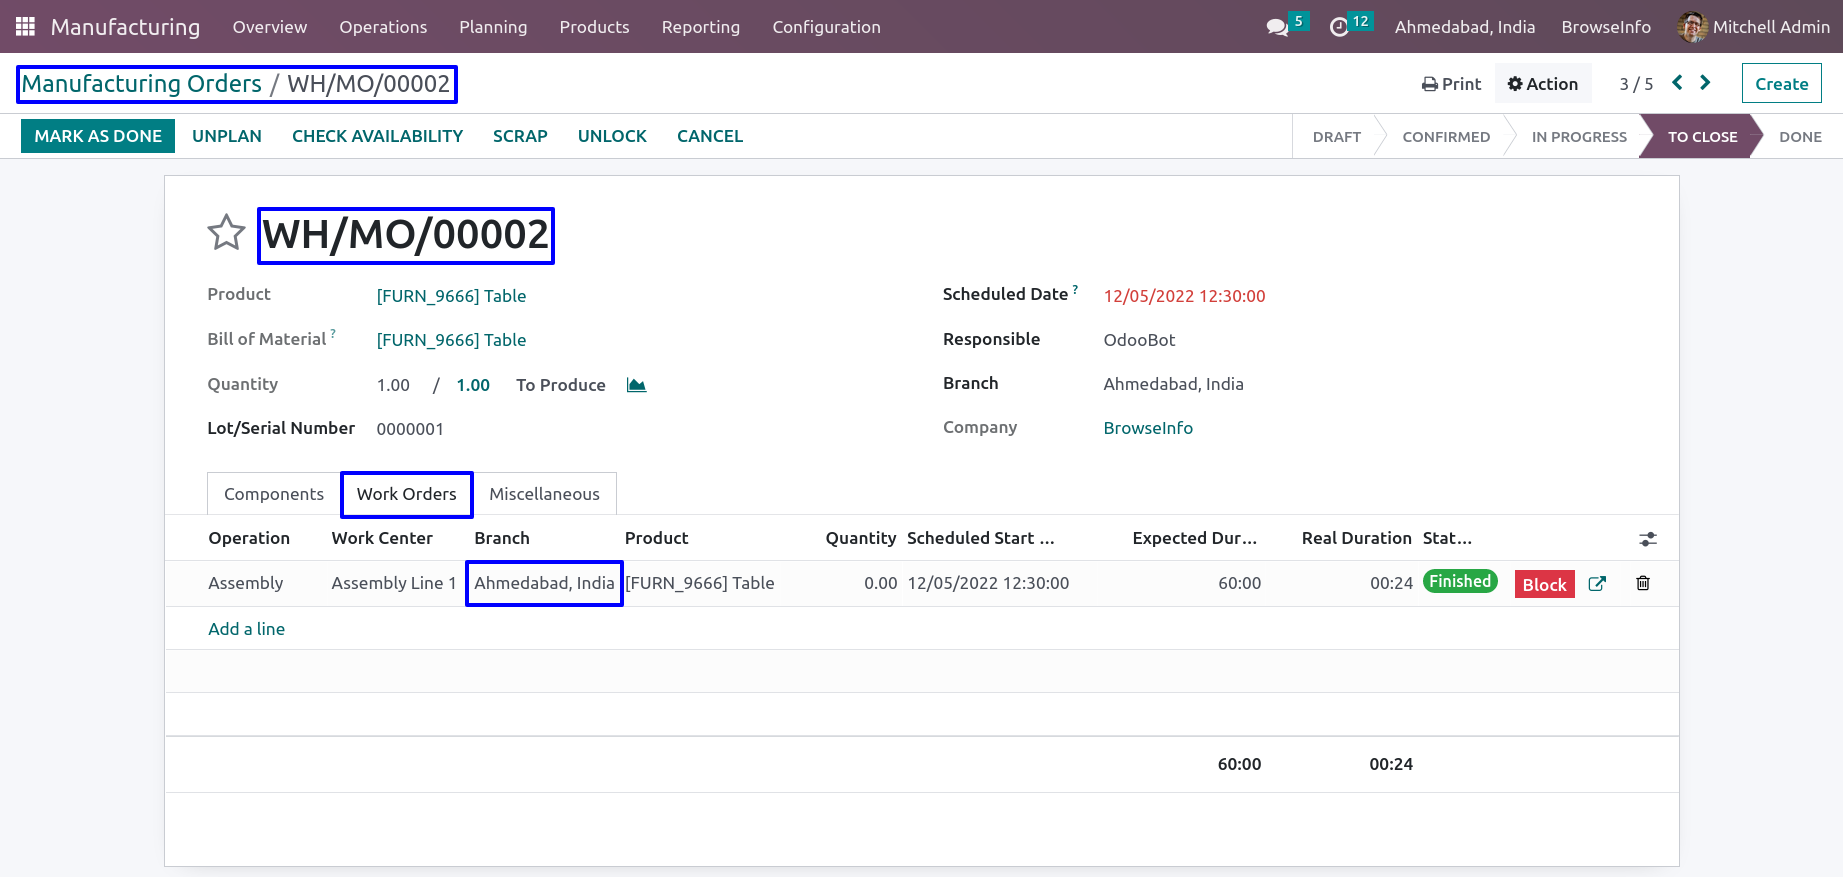 Manufacturing Overview Operations Planning Products Reporting Configuration 5 12 Ahmedabad, India BrowseInfo Mitchell Admin
Manufacturing Orders / WH/MO/00002 Print Action 3 / 5 Create
MARK AS DONE UNPLAN CHECK AVAILABILITY SCRAP UNLOCK CANCEL DRAFT CONFIRMED IN PROGRESS TO CLOSE DONE
WH/MO/00002
Product [FURN_9666] Table Scheduled Date ? 12/05/2022 12:30:00
Bill of Material ? [FURN_9666] Table Responsible OdooBot
Quantity 1.00 / 1.00 To Produce Branch Ahmedabad, India
Lot/Serial Number 0000001 Company BrowseInfo
Components Work Orders Miscellaneous
Operation Work Center Branch Product Quantity Scheduled Start ... Expected Dur... Real Duration Stat...
Assembly Assembly Line 1 Ahmedabad, India [FURN_9666] Table 0.00 12/05/2022 12:30:00 60:00 00:24 Finished Block
Add a line
60:00 00:24